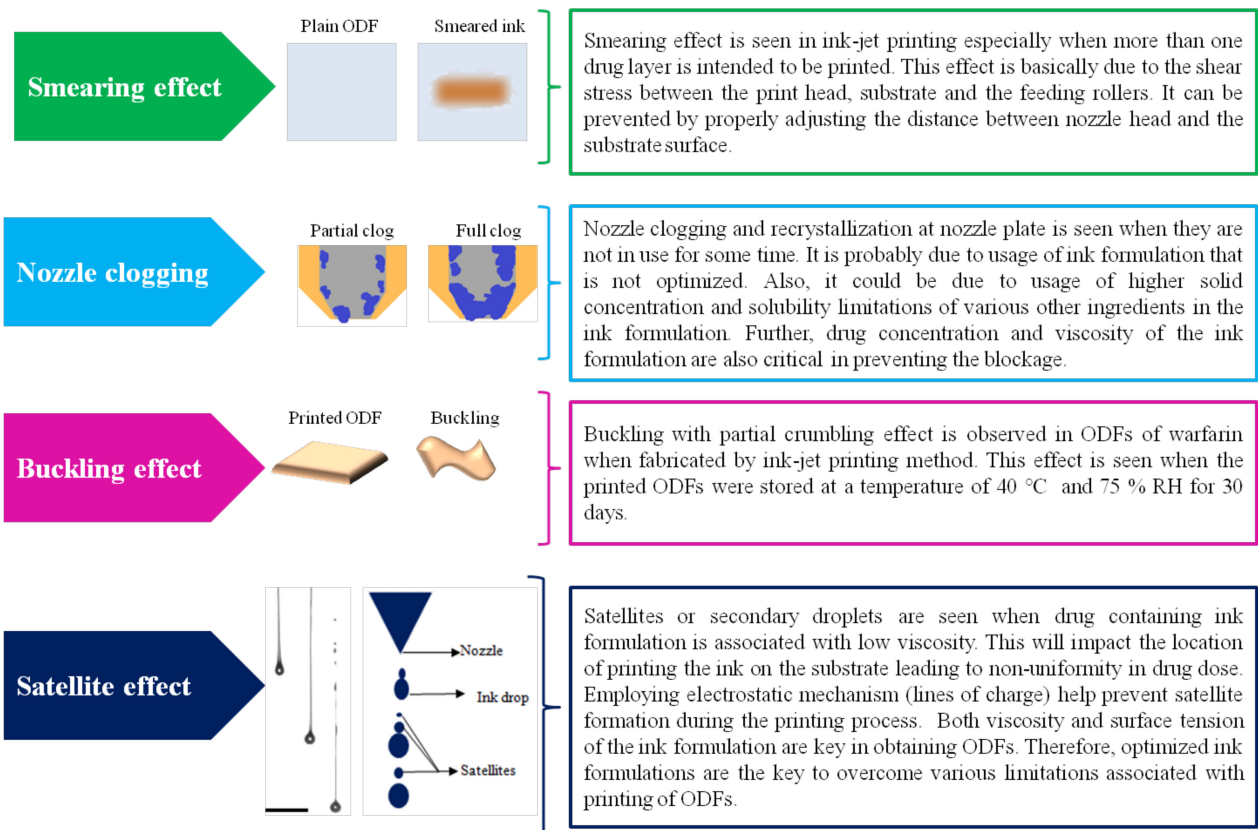 Smearing effect
Plain ODF
Smeared ink
Smearing effect is seen in ink-jet printing especially when more than one
drug layer is intended to be printed. This effect is basically due to the shear
stress between the print head, substrate and the feeding rollers. It can be
prevented by properly adjusting the distance between nozzle head and the
substrate surface.
Nozzle clogging
Partial clog
Full clog
Nozzle clogging and recrystallization at nozzle plate is seen when they are
not in use for some time. It is probably due to usage of ink formulation that
is not optimized. Also, it could be due to usage of higher solid
concentration and solubility limitations of various other ingredients in the
ink formulation. Further, drug concentration and viscosity of the ink
formulation are also critical in preventing the blockage.
Buckling effect
Printed ODF
Buckling
Buckling with partial crumbling effect is observed in ODFs of warfarin
when fabricated by ink-jet printing method. This effect is seen when the
printed ODFs were stored at a temperature of 40 °C and 75 % RH for 30
days.
Satellite effect
Nozzle
Ink drop
Satellites
Satellites or secondary droplets are seen when drug containing ink
formulation is associated with low viscosity. This will impact the location
of printing the ink on the substrate leading to non-uniformity in drug dose.
Employing electrostatic mechanism (lines of charge) help prevent satellite
formation during the printing process. Both viscosity and surface tension
of the ink formulation are key in obtaining ODFs. Therefore, optimized ink
formulations are the key to overcome various limitations associated with
printing of ODFs.